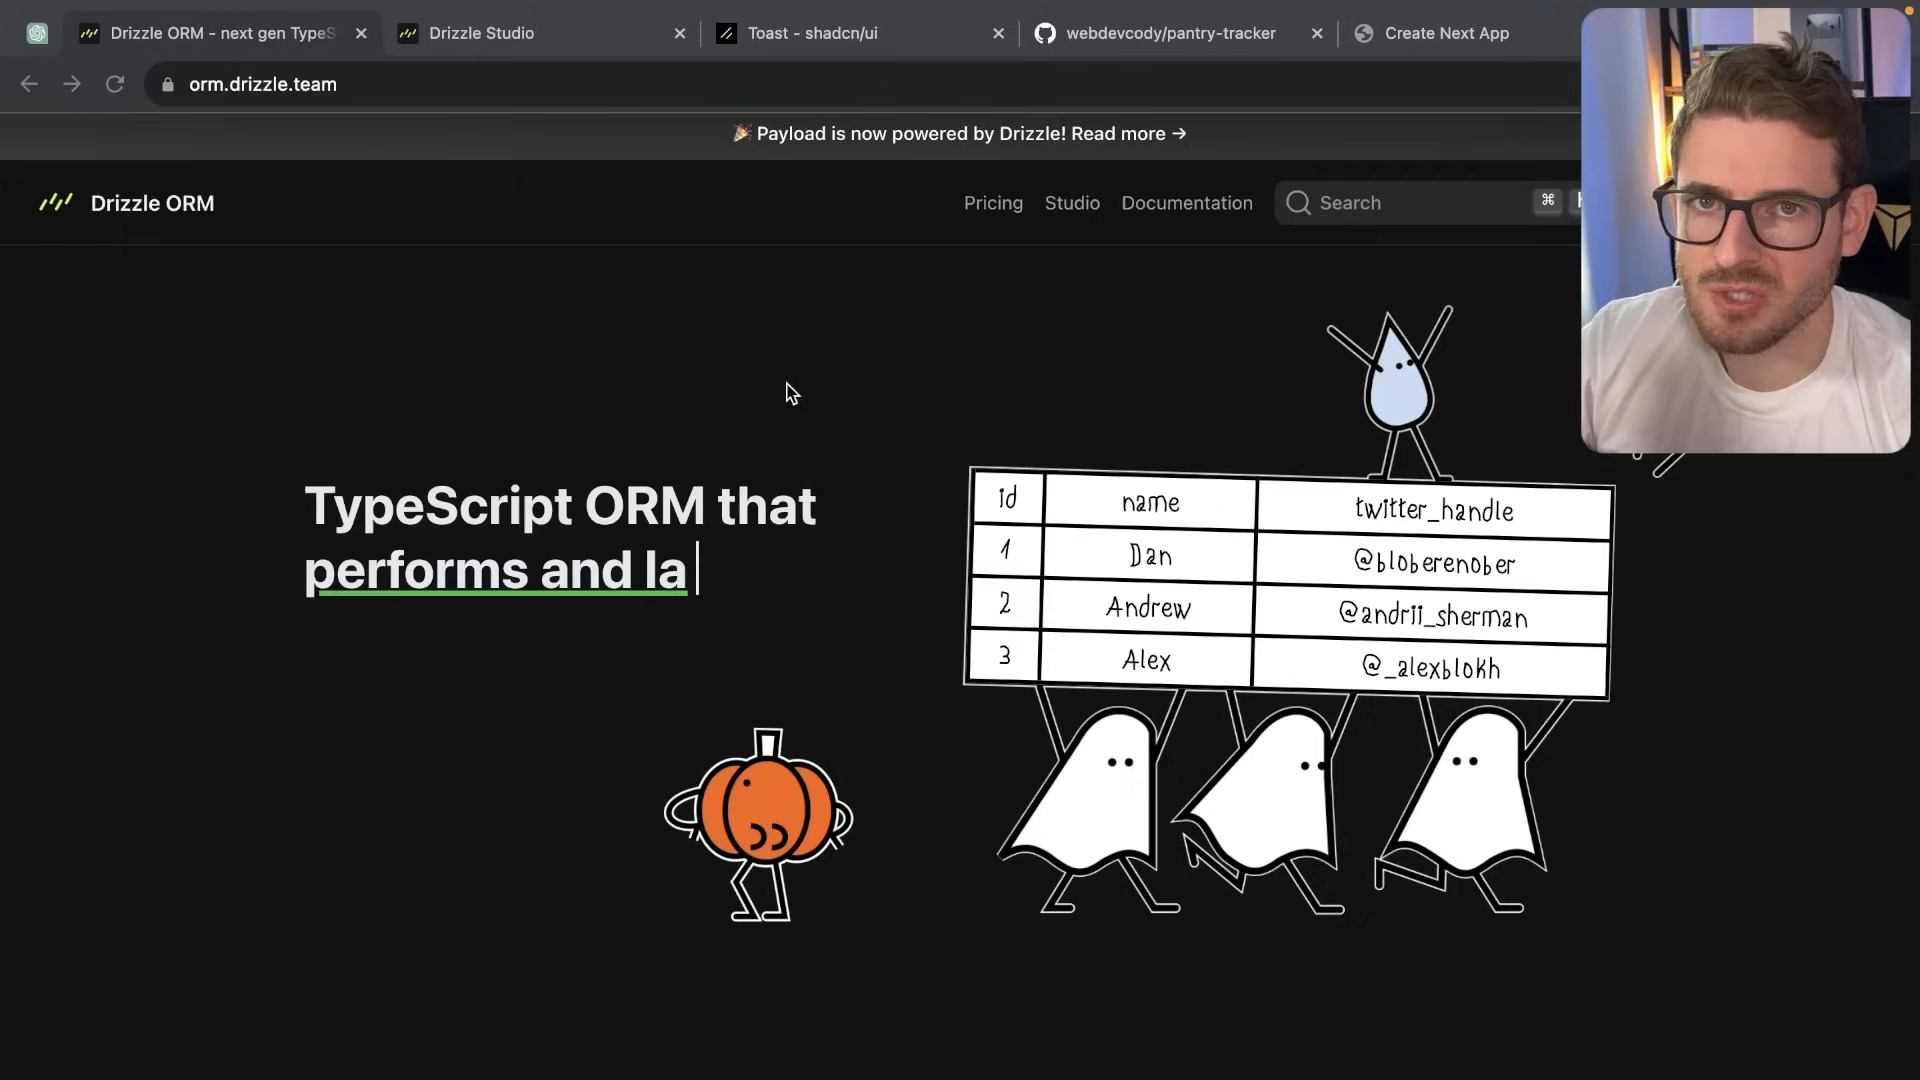 Drizzle ORM - next gen TypeS
Drizzle Studio
Toast - shadcn/ui
webdevcody/pantry-tracker
Create Next App
orm.drizzle.team
🎉 Payload is now powered by Drizzle! Read more →
Drizzle ORM
Pricing
Studio
Documentation
Search
⌘
TypeScript ORM that
performs and la
id name twitter_handle
1 Dan @bloberenober
2 Andrew @andrii_sherman
3 Alex @_alexblokh